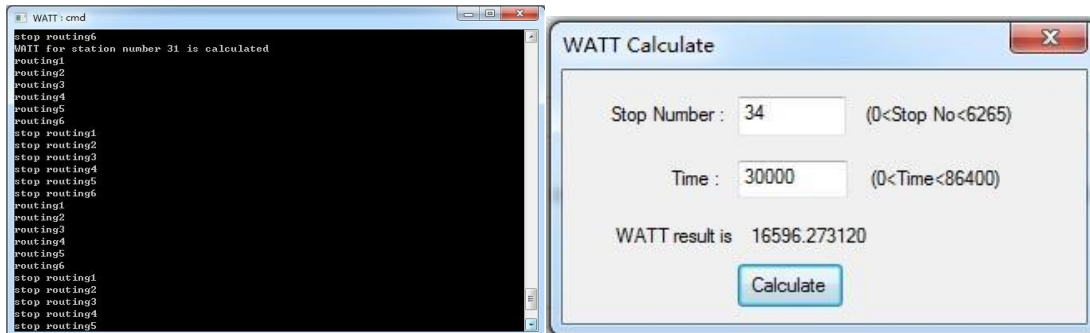 WATT : cmd
stop routing6
WATT for station number 31 is calculated
routing1
routing2
routing3
routing4
routing5
routing6
stop routing1
stop routing2
stop routing3
stop routing4
stop routing5
stop routing6
routing1
routing2
routing3
routing4
routing5
routing6
stop routing1
stop routing2
stop routing3
stop routing4
stop routing5
WATT Calculate
Stop Number : 34 (0<Stop No<6265)
Time : 30000 (0<Time<86400)
WATT result is 16596.273120
Calculate